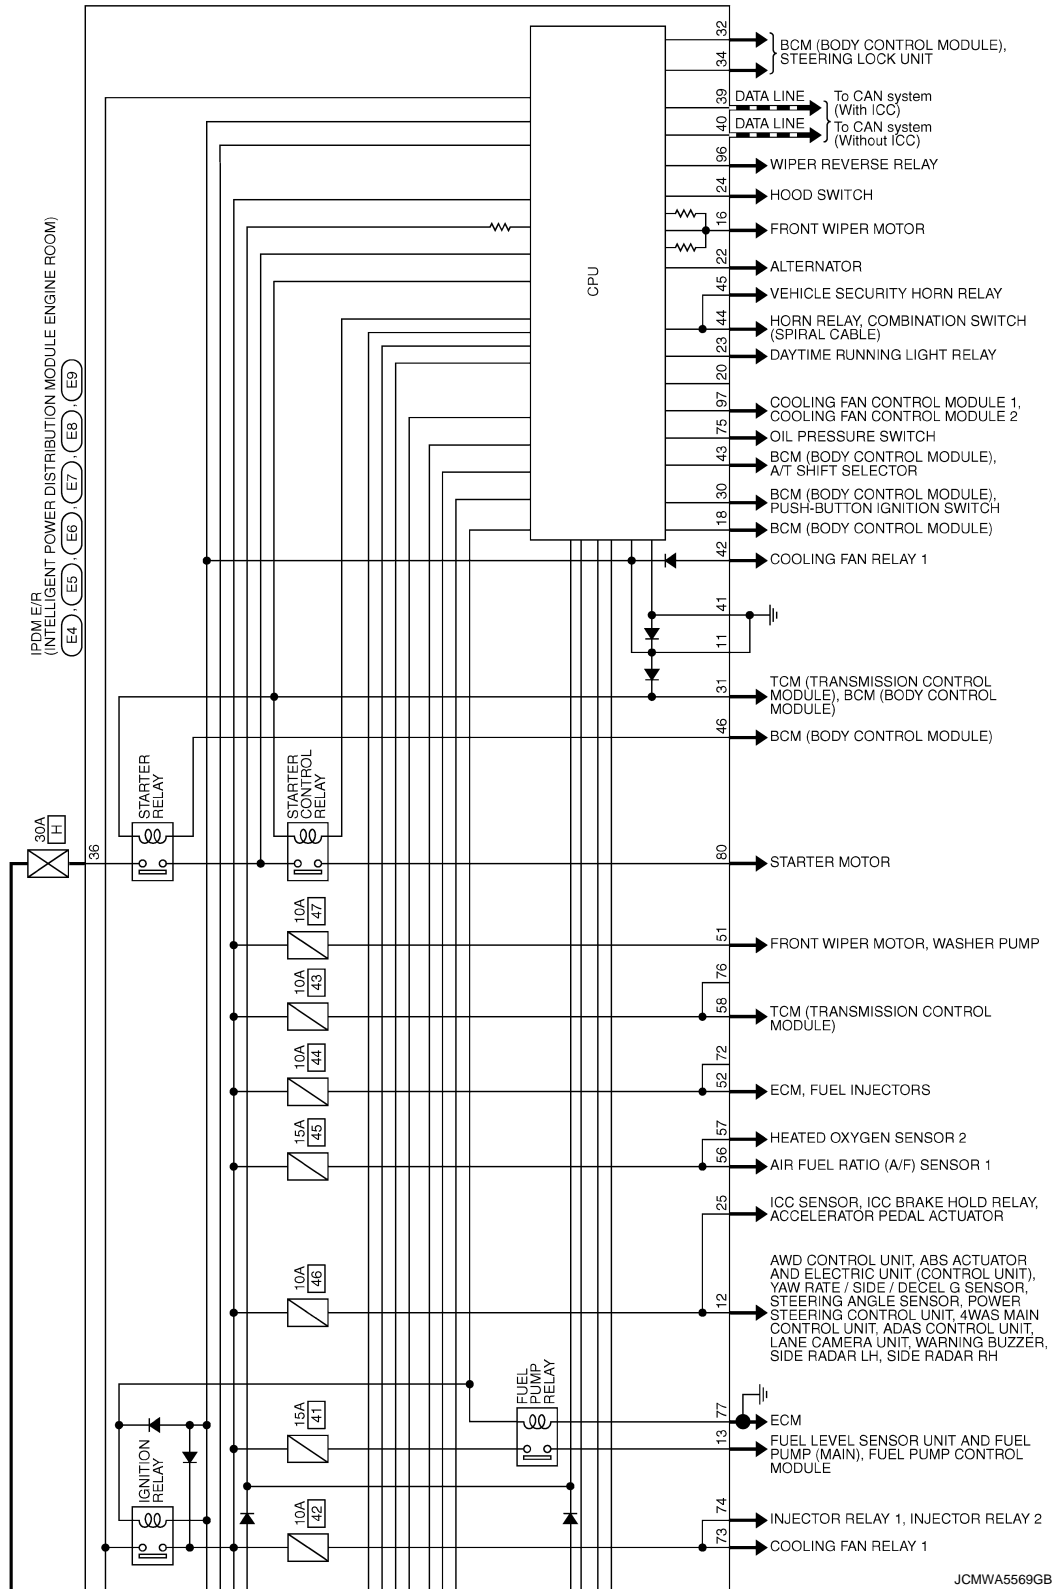 32
BCM (BODY CONTROL MODULE),
STEERING LOCK UNIT
34
39
DATA LINE
To CAN system
(With ICC)
40
DATA LINE
To CAN system
(Without ICC)
96
WIPER REVERSE RELAY
24
HOOD SWITCH
16
FRONT WIPER MOTOR
22
ALTERNATOR
45
VEHICLE SECURITY HORN RELAY
44
HORN RELAY, COMBINATION SWITCH
(SPIRAL CABLE)
23
DAYTIME RUNNING LIGHT RELAY
20
97
COOLING FAN CONTROL MODULE 1,
COOLING FAN CONTROL MODULE 2
75
OIL PRESSURE SWITCH
43
BCM (BODY CONTROL MODULE),
A/T SHIFT SELECTOR
30
BCM (BODY CONTROL MODULE),
PUSH-BUTTON IGNITION SWITCH
18
BCM (BODY CONTROL MODULE)
42
COOLING FAN RELAY 1
CPU
IPDM E/R
(INTELLIGENT POWER DISTRIBUTION MODULE ENGINE ROOM)
E4 , E5 , E6 , E7 , E8 , E9
41
11
31
TCM (TRANSMISSION CONTROL
MODULE), BCM (BODY CONTROL
MODULE)
46
BCM (BODY CONTROL MODULE)
STARTER
RELAY
STARTER
CONTROL
RELAY
30A
H
36
80
STARTER MOTOR
10A
47
51
FRONT WIPER MOTOR, WASHER PUMP
10A
43
76
58
TCM (TRANSMISSION CONTROL
MODULE)
10A
44
72
52
ECM, FUEL INJECTORS
15A
45
57
HEATED OXYGEN SENSOR 2
56
AIR FUEL RATIO (A/F) SENSOR 1
25
ICC SENSOR, ICC BRAKE HOLD RELAY,
ACCELERATOR PEDAL ACTUATOR
10A
46
12
AWD CONTROL UNIT, ABS ACTUATOR
AND ELECTRIC UNIT (CONTROL UNIT),
YAW RATE / SIDE / DECEL G SENSOR,
STEERING ANGLE SENSOR, POWER
STEERING CONTROL UNIT, 4WAS MAIN
CONTROL UNIT, ADAS CONTROL UNIT,
LANE CAMERA UNIT, WARNING BUZZER,
SIDE RADAR LH, SIDE RADAR RH
FUEL
PUMP
RELAY
77
ECM
15A
41
13
FUEL LEVEL SENSOR UNIT AND FUEL
PUMP (MAIN), FUEL PUMP CONTROL
MODULE
IGNITION
RELAY
10A
42
74
INJECTOR RELAY 1, INJECTOR RELAY 2
73
COOLING FAN RELAY 1
JCMWA5569GB